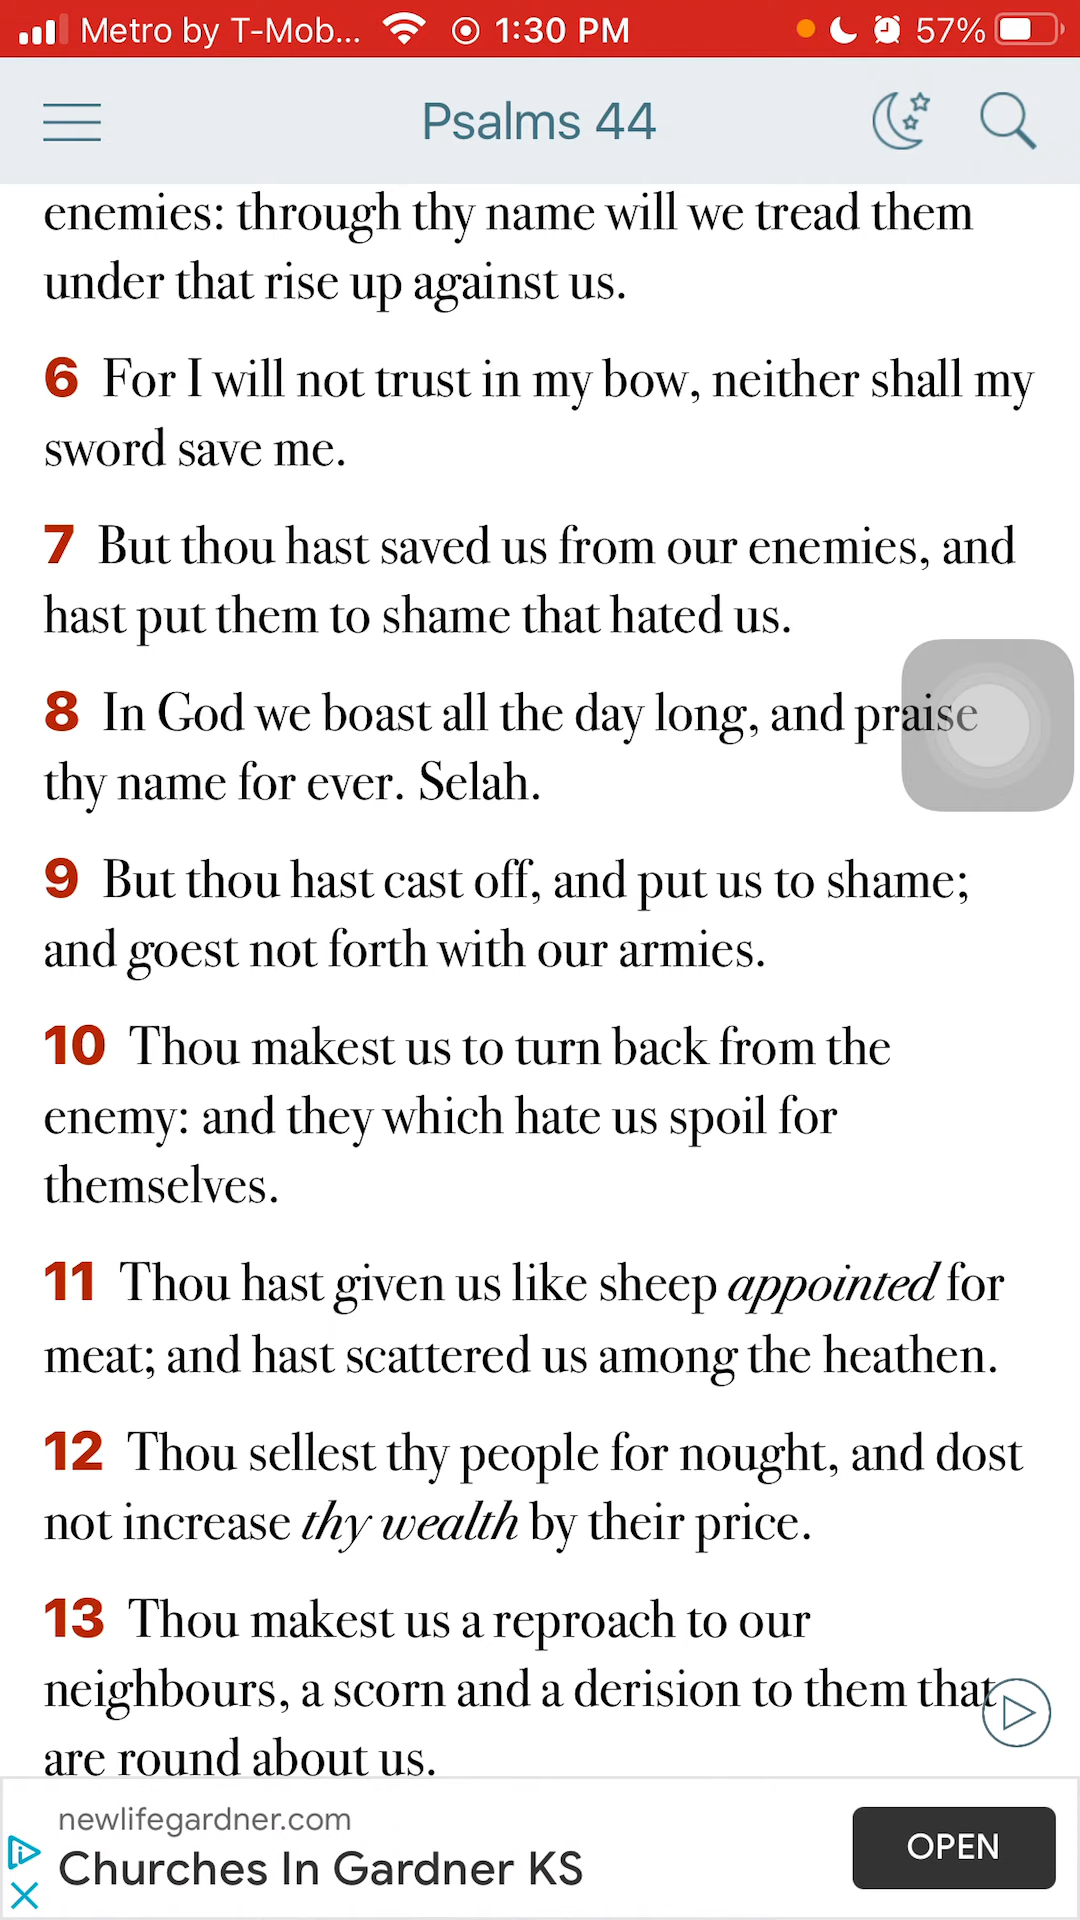 Metro by T-Mob... 1:30 PM 57%
Psalms 44
enemies: through thy name will we tread them
under that rise up against us.
6 For I will not trust in my bow, neither shall my
sword save me.
7 But thou hast saved us from our enemies, and
hast put them to shame that hated us.
8 In God we boast all the day long, and praise
thy name for ever. Selah.
9 But thou hast cast off, and put us to shame;
and goest not forth with our armies.
10 Thou makest us to turn back from the
enemy: and they which hate us spoil for
themselves.
11 Thou hast given us like sheep appointed for
meat; and hast scattered us among the heathen.
12 Thou sellest thy people for nought, and dost
not increase thy wealth by their price.
13 Thou makest us a reproach to our
neighbours, a scorn and a derision to them that
are round about us.
newlifegardner.com
Churches In Gardner KS
OPEN